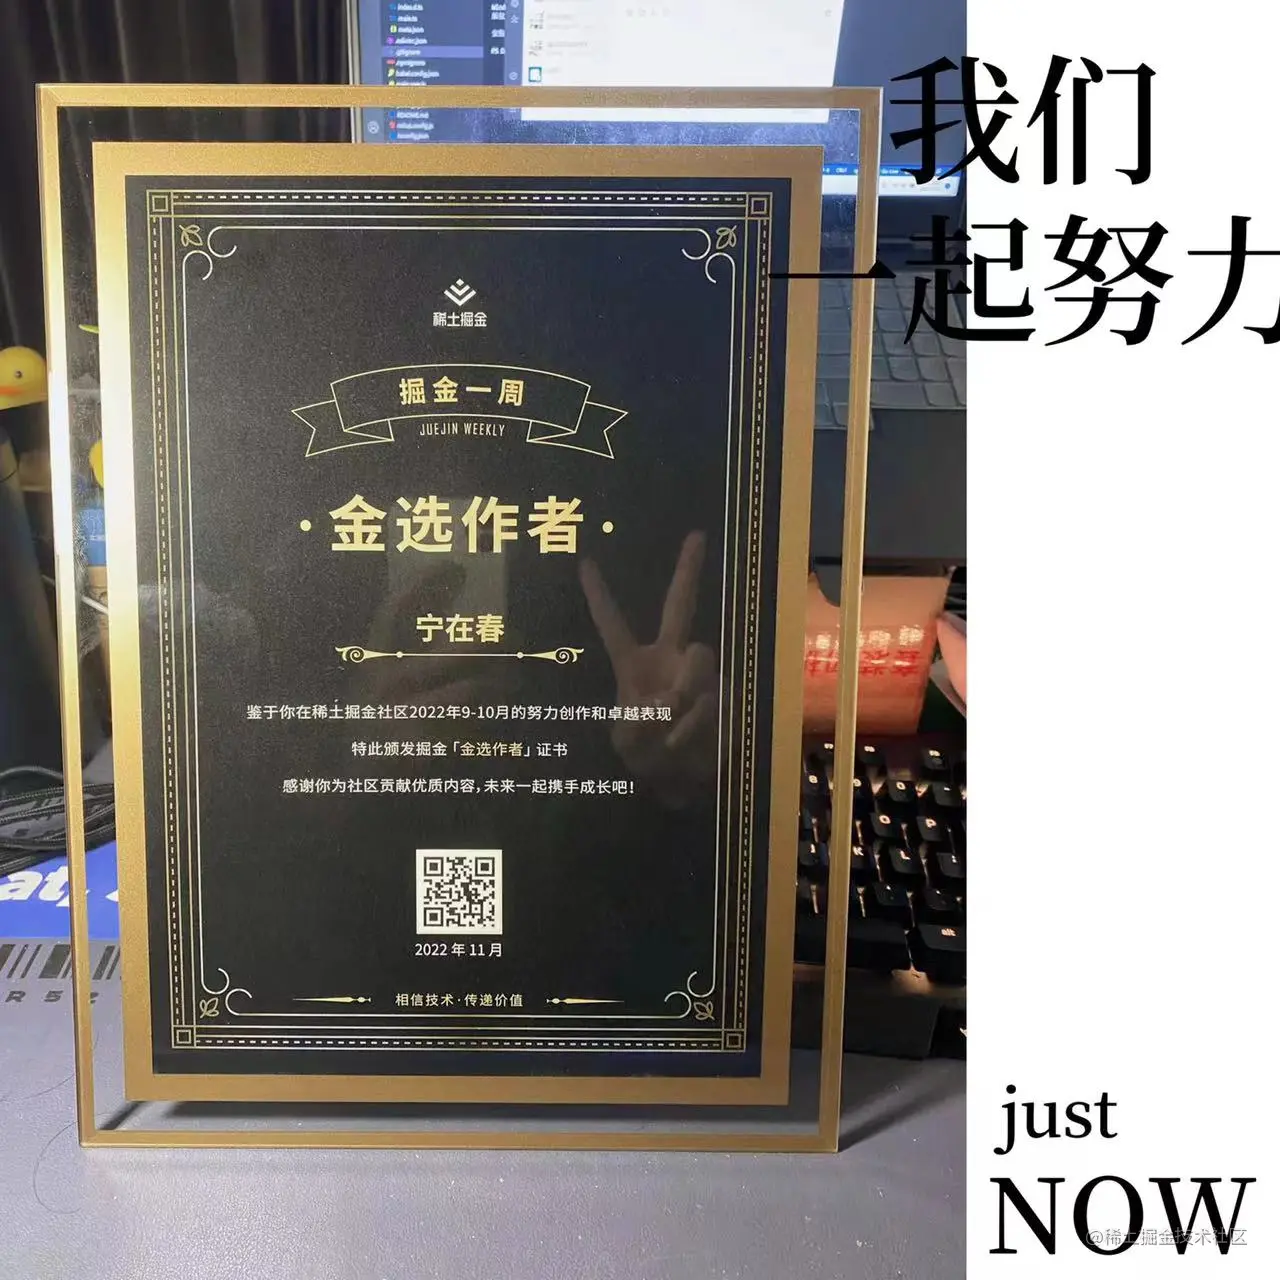 我们
一起努力
稀土掘金
掘金一周
JUEJIN WEEKLY
·金选作者·
宁在春
鉴于你在稀土掘金社区2022年9-10月的努力创作和卓越表现
特此颁发掘金「金选作者」证书
感谢你为社区贡献优质内容,未来一起携手成长吧!
2022 年 11 月
相信技术·传递价值
R52
alt
just
NOW
@稀土掘金技术社区